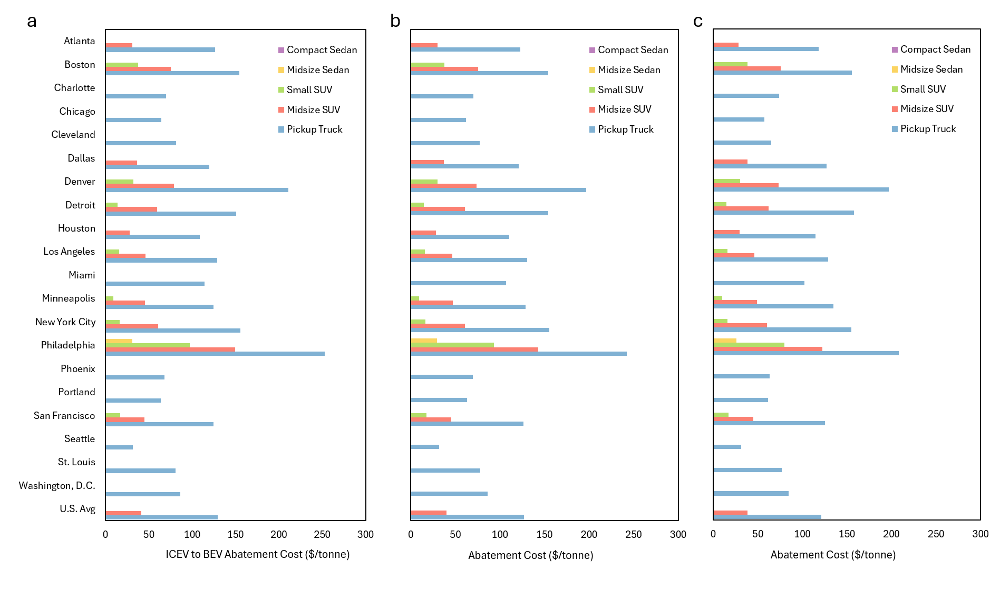 a
b
c
Atlanta
Boston
Charlotte
Chicago
Cleveland
Dallas
Denver
Detroit
Houston
Los Angeles
Miami
Minneapolis
New York City
Philadelphia
Phoenix
Portland
San Francisco
Seattle
St. Louis
Washington, D.C.
U.S. Avg
Compact Sedan
Midsize Sedan
Small SUV
Midsize SUV
Pickup Truck
0 50 100 150 200 250 300
ICEV to BEV Abatement Cost ($/tonne)
Compact Sedan
Midsize Sedan
Small SUV
Midsize SUV
Pickup Truck
0 50 100 150 200 250 300
Abatement Cost ($/tonne)
Compact Sedan
Midsize Sedan
Small SUV
Midsize SUV
Pickup Truck
0 50 100 150 200 250 300
Abatement Cost ($/tonne)